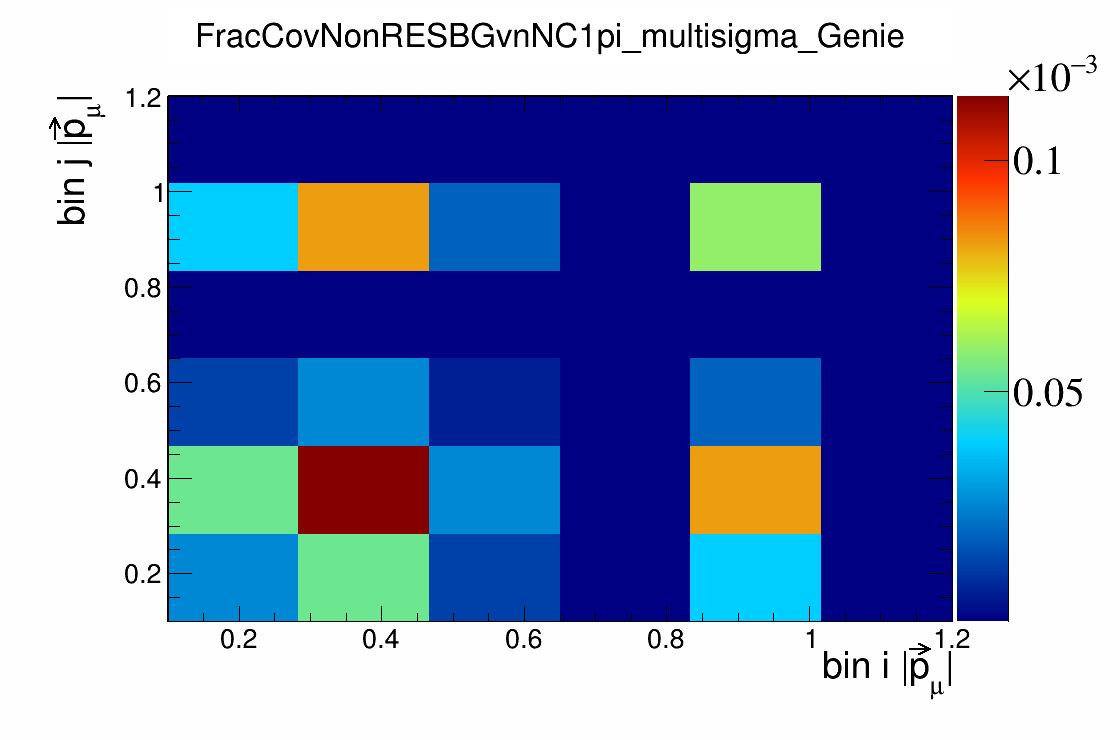 FracCovNonRESBGvnNC1pi_multisigma_Genie
×10⁻³
bin j |p⃗_μ|
1.2
1
0.8
0.6
0.4
0.2
0.1
0.05
0.2 0.4 0.6 0.8 1 1.2
bin i |p⃗_μ|